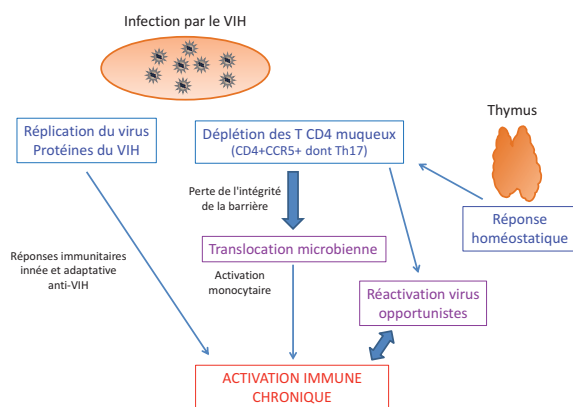 Infection par le VIH
Thymus
Réplication du virus
Protéines du VIH
Déplétion des T CD4 muqueux
(CD4+CCR5+ dont Th17)
Perte de l'intégrité
de la barrière
Réponse
homéostatique
Réponses immunitaires
innée et adaptative
anti-VIH
Translocation microbienne
Activation
monocytaire
Réactivation virus
opportunistes
ACTIVATION IMMUNE
CHRONIQUE